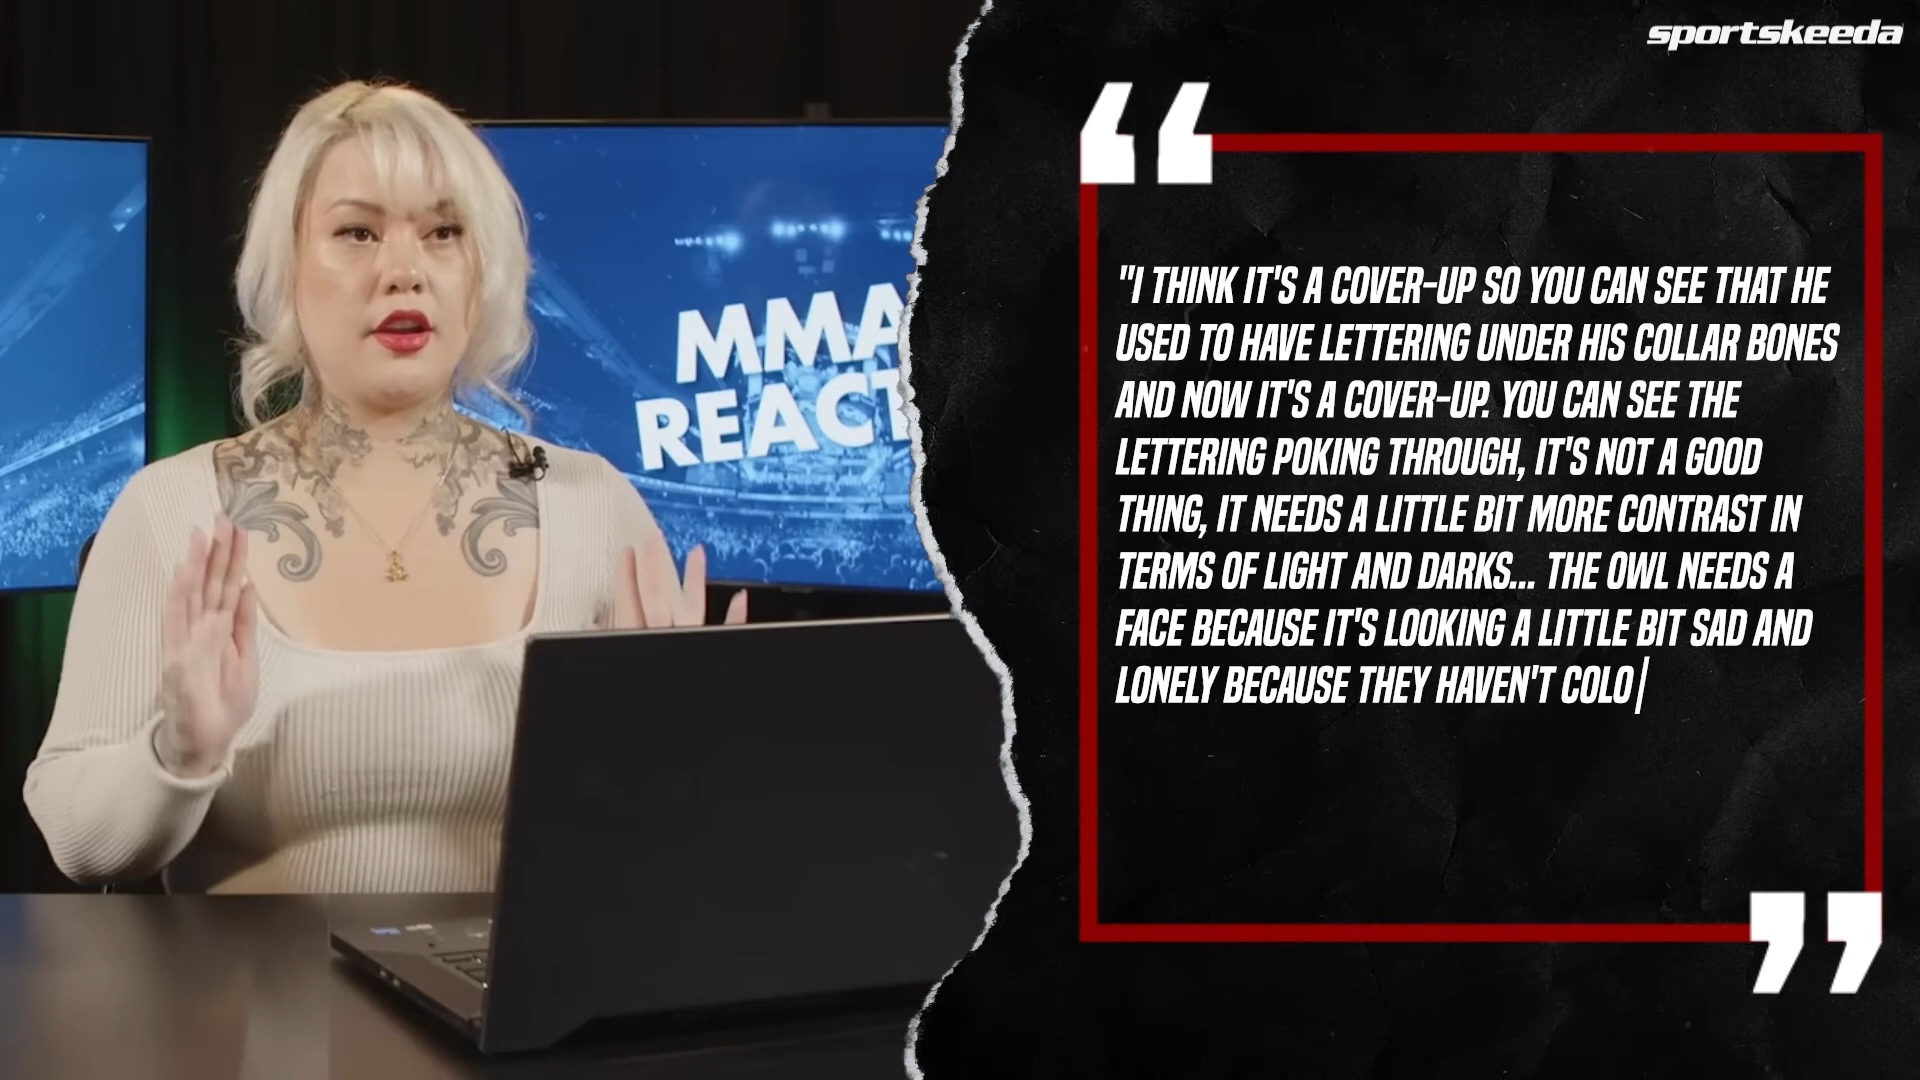 sportskeeda
MMA
REACT
“
"I THINK IT'S A COVER-UP SO YOU CAN SEE THAT HE
USED TO HAVE LETTERING UNDER HIS COLLAR BONES
AND NOW IT'S A COVER-UP. YOU CAN SEE THE
LETTERING POKING THROUGH, IT'S NOT A GOOD
THING, IT NEEDS A LITTLE BIT MORE CONTRAST IN
TERMS OF LIGHT AND DARKS... THE OWL NEEDS A
FACE BECAUSE IT'S LOOKING A LITTLE BIT SAD AND
LONELY BECAUSE THEY HAVEN'T COLO|
”